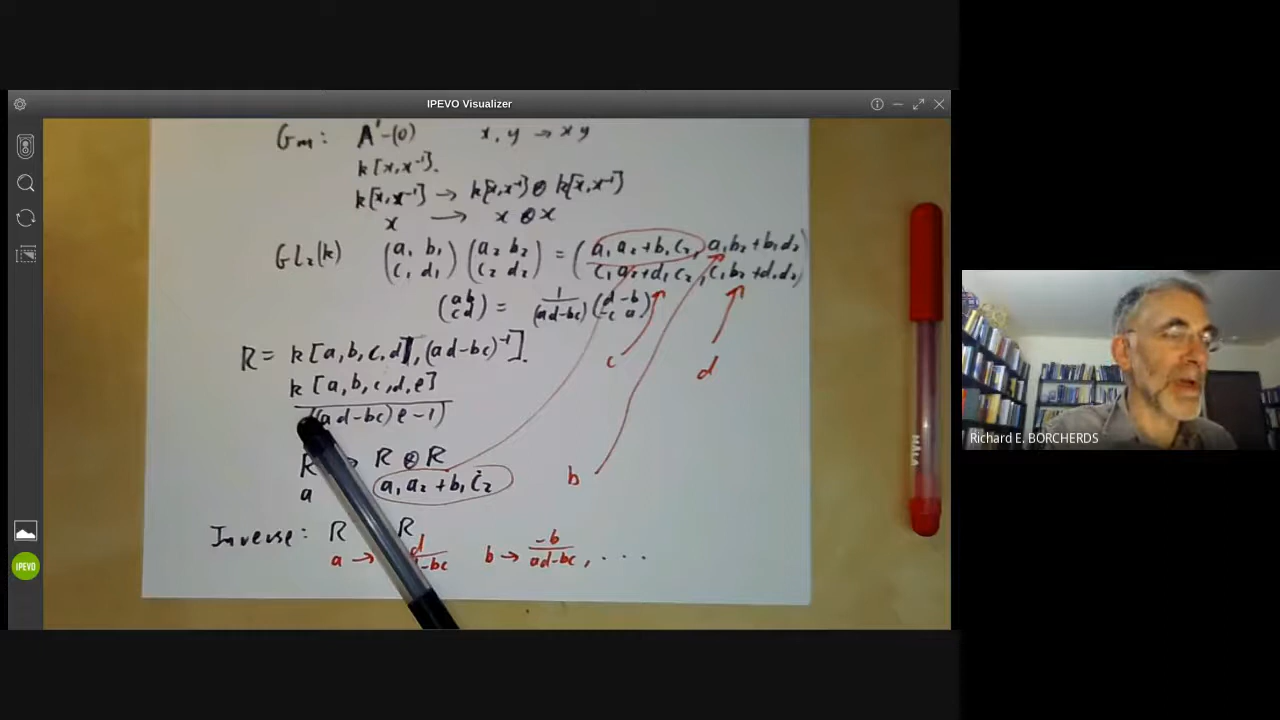 IPEVO Visualizer
Gm: A¹-(0) x, y → xy
k[x,x⁻¹].
k[x,x⁻¹] → k[x,x⁻¹] ⊗ k[x,x⁻¹]
x → x ⊗ x
GL₂(k) (a₁ b₁ / c₁ d₁) (a₂ b₂ / c₂ d₂) = (a₁a₂+b₁c₂, a₁b₂+b₁d₂ / c₁a₂+d₁c₂, c₁b₂+d₁d₂)
(a b / c d) = 1/(ad-bc) (d -b / -c a)
c d
R = k[a,b,c,d, (ad-bc)⁻¹].
k[a,b,c,d,e]
(ad-bc)e-1)
R → R ⊗ R
a a₁a₂+b₁c₂ b
Inverse: R R
a → d/ -bc b → -b/ad-bc, . . .
IPEVO
MALA
Richard E. BORCHERDS